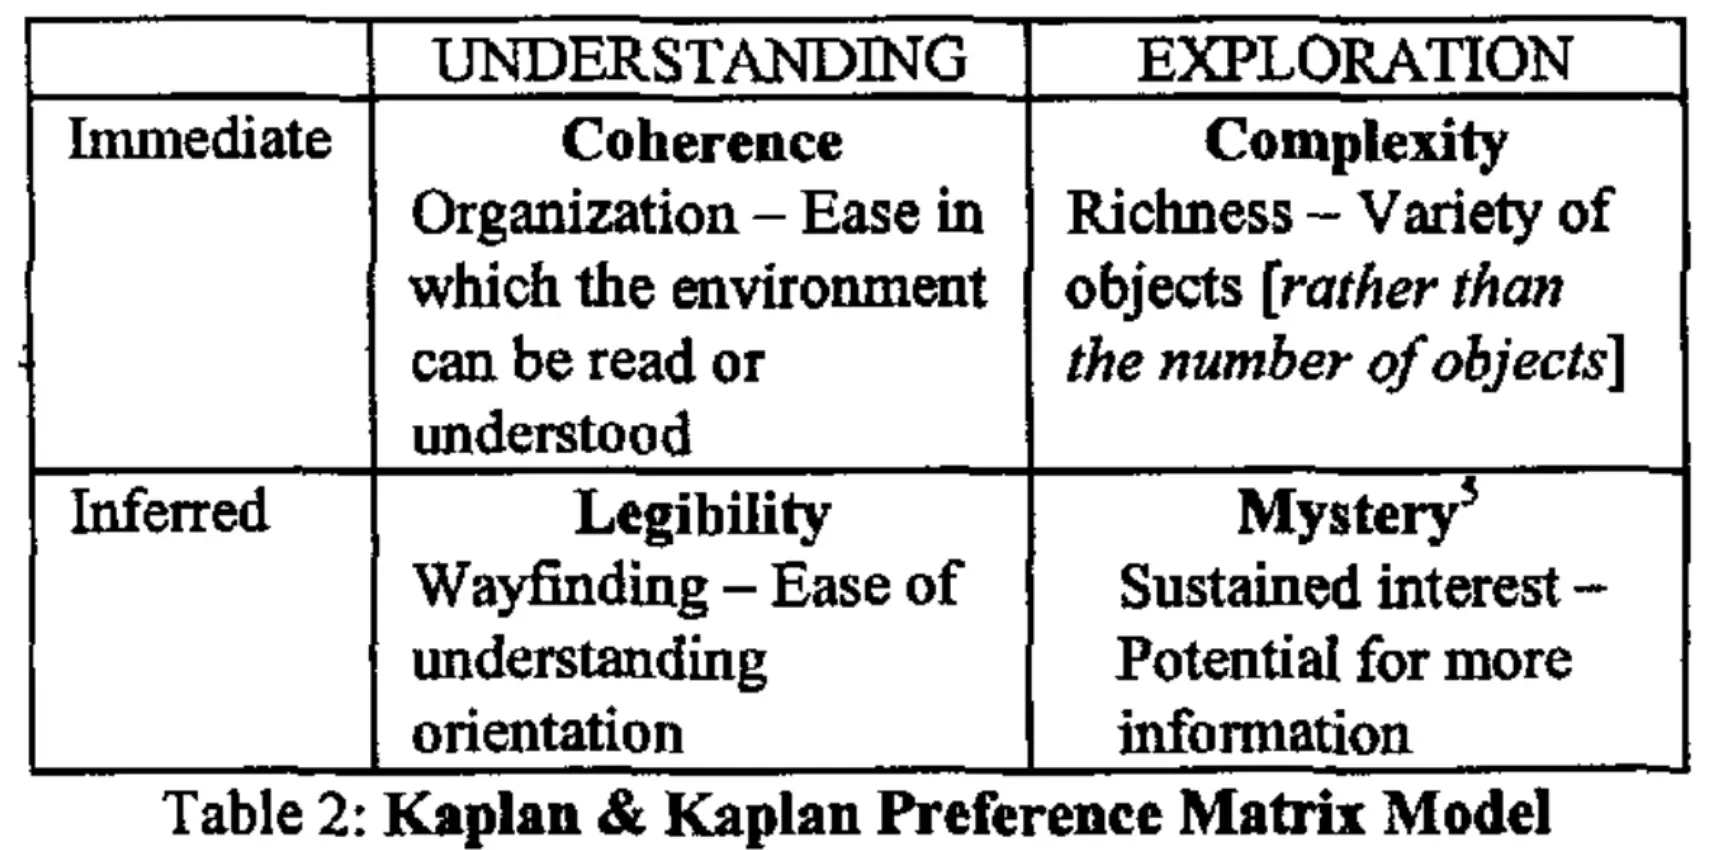 UNDERSTANDING EXPLORATION
Immediate Coherence Complexity
Organization – Ease in Richness – Variety of
which the environment objects [rather than
can be read or the number of objects]
understood
Inferred Legibility Mystery⁵
Wayfinding – Ease of Sustained interest –
understanding Potential for more
orientation information
Table 2: Kaplan & Kaplan Preference Matrix Model